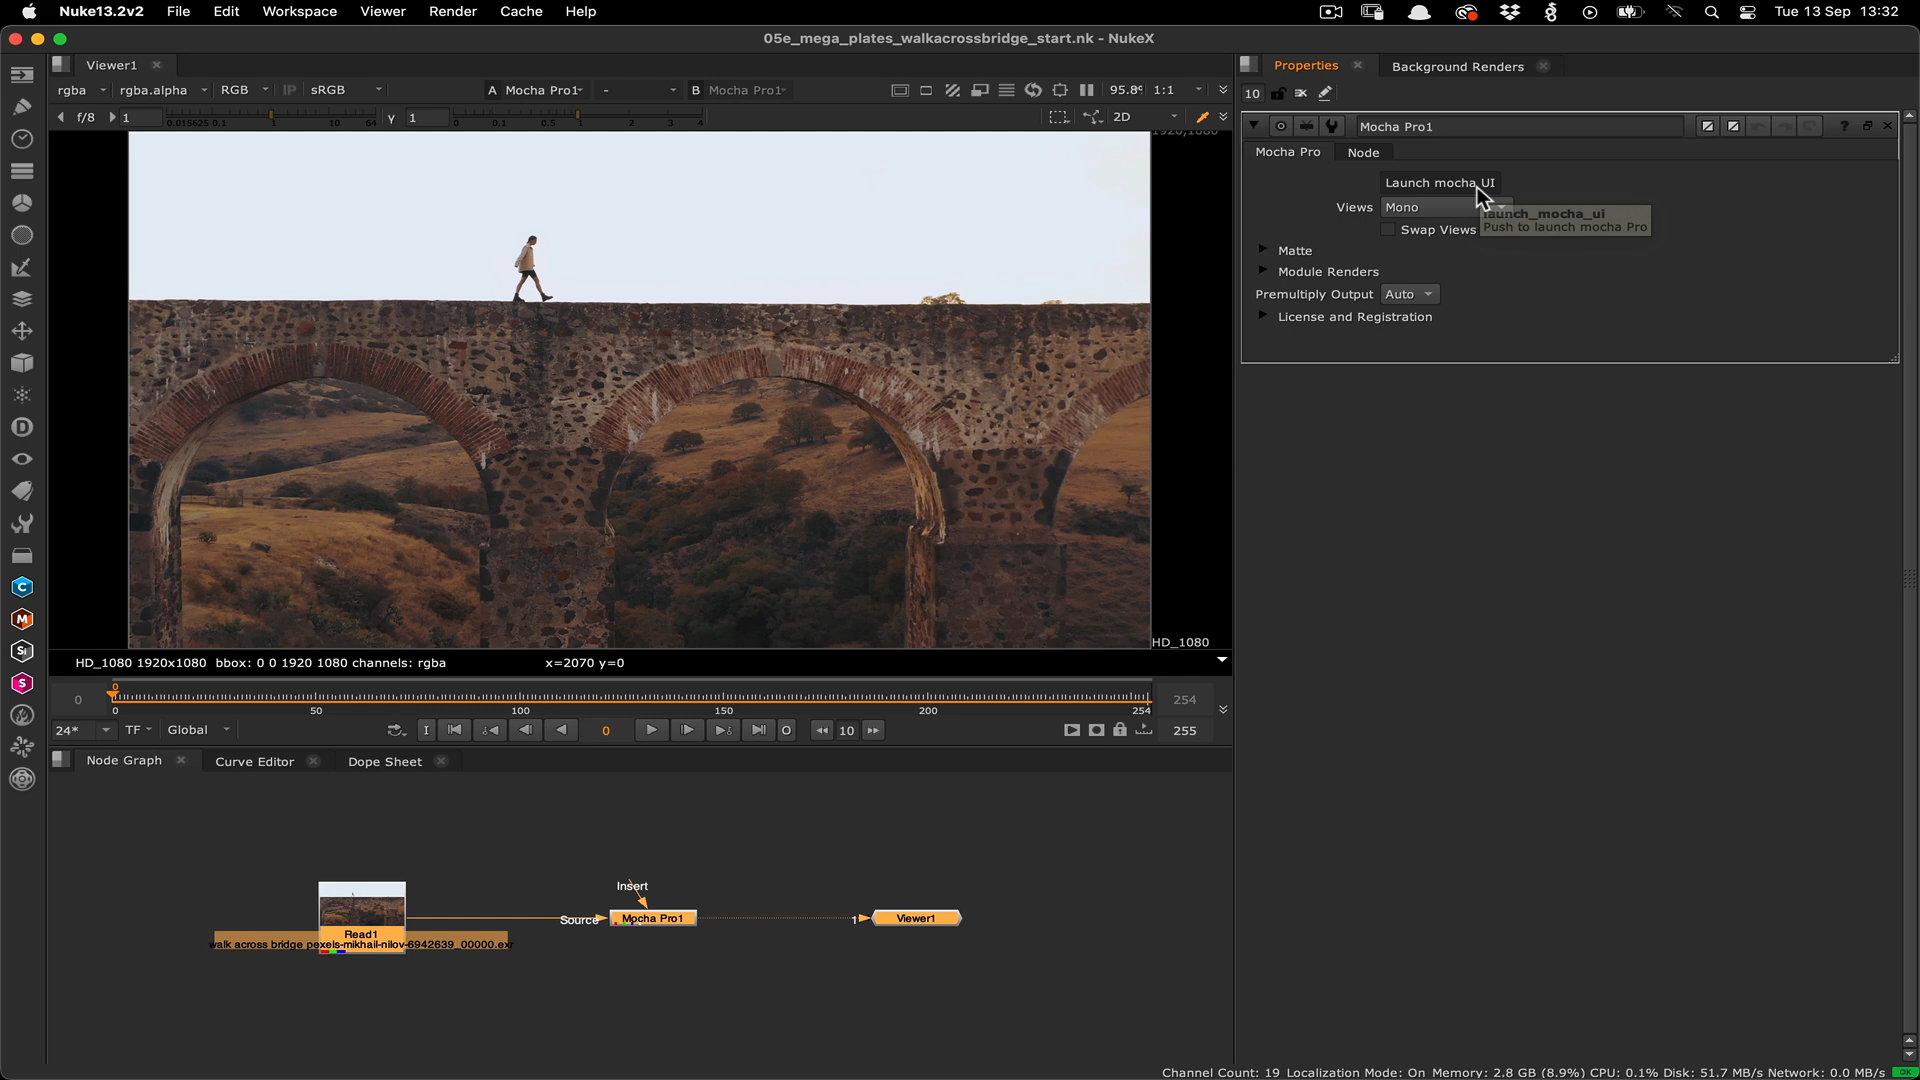 Nuke13.2v2 File Edit Workspace Viewer Render Cache Help Tue 13 Sep 13:32
05e_mega_plates_walkacrossbridge_start.nk - NukeX
Viewer1
rgba rgba.alpha RGB IP sRGB A Mocha Pro1 - B Mocha Pro1 95.8% 1:1
f/8 1 0.015625 0.1 1 10 64 γ 1 0 0.1 0.5 1 2 3 4 2D
1920,1080
HD_1080
HD_1080 1920x1080 bbox: 0 0 1920 1080 channels: rgba x=2070 y=0
0 0 254
0 50 100 150 200 254
24* TF Global I 0 O 10 255
Node Graph Curve Editor Dope Sheet
Insert
Source Mocha Pro1 1 Viewer1
Read1
walk across bridge pexels-mikhail-nilov-6942639_00000.exr
Properties Background Renders
10
Mocha Pro1 ?
Mocha Pro Node
Launch mocha UI
Views Mono
launch_mocha_ui
Push to launch mocha Pro
Swap Views
Matte
Module Renders
Premultiply Output Auto
License and Registration
D
C
M
Si
S
Channel Count: 19 Localization Mode: On Memory: 2.8 GB (8.9%) CPU: 0.1% Disk: 51.7 MB/s Network: 0.0 MB/s OK